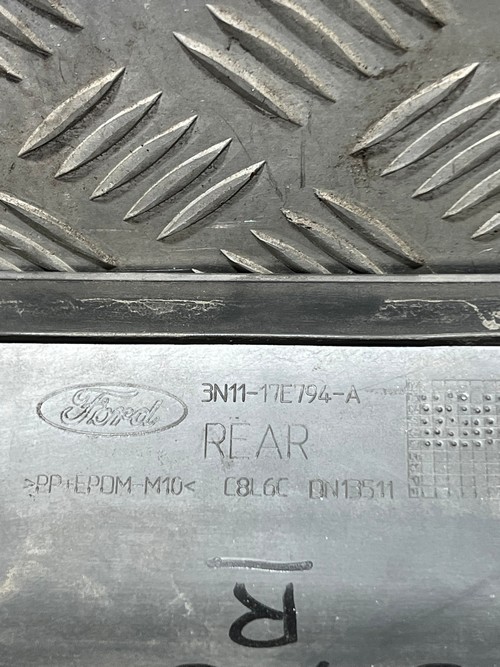 Ford
3N11-17E794-A
REAR
>PP+EPDM-M10< C8L6C DN13511
R